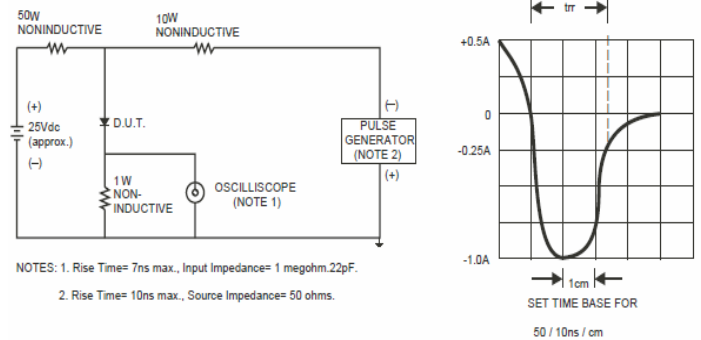 50W
NONINDUCTIVE
10W
NONINDUCTIVE
(+)
25Vdc
(approx.)
(–)
D.U.T.
1W
NON-
INDUCTIVE
OSCILLISCOPE
(NOTE 1)
(–)
PULSE
GENERATOR
(NOTE 2)
(+)
NOTES: 1. Rise Time= 7ns max., Input Impedance= 1 megohm.22pF.
2. Rise Time= 10ns max., Source Impedance= 50 ohms.
trr
+0.5A
0
-0.25A
-1.0A
1cm
SET TIME BASE FOR
50 / 10ns / cm